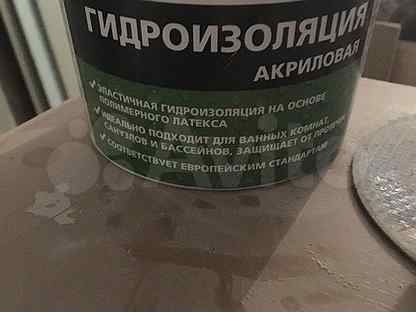 ГИДРОИЗОЛЯЦИЯ
АКРИЛОВАЯ
✓ ЭЛАСТИЧНАЯ ГИДРОИЗОЛЯЦИЯ НА ОСНОВЕ
ПОЛИМЕРНОГО ЛАТЕКСА
✓ ИДЕАЛЬНО ПОДХОДИТ ДЛЯ ВАННЫХ КОМНАТ,
САНУЗЛОВ И БАССЕЙНОВ, ЗАЩИЩАЕТ ОТ
✓ СООТВЕТСТВУЕТ ЕВРОПЕЙСКИМ СТАНДАРТАМ
Avito